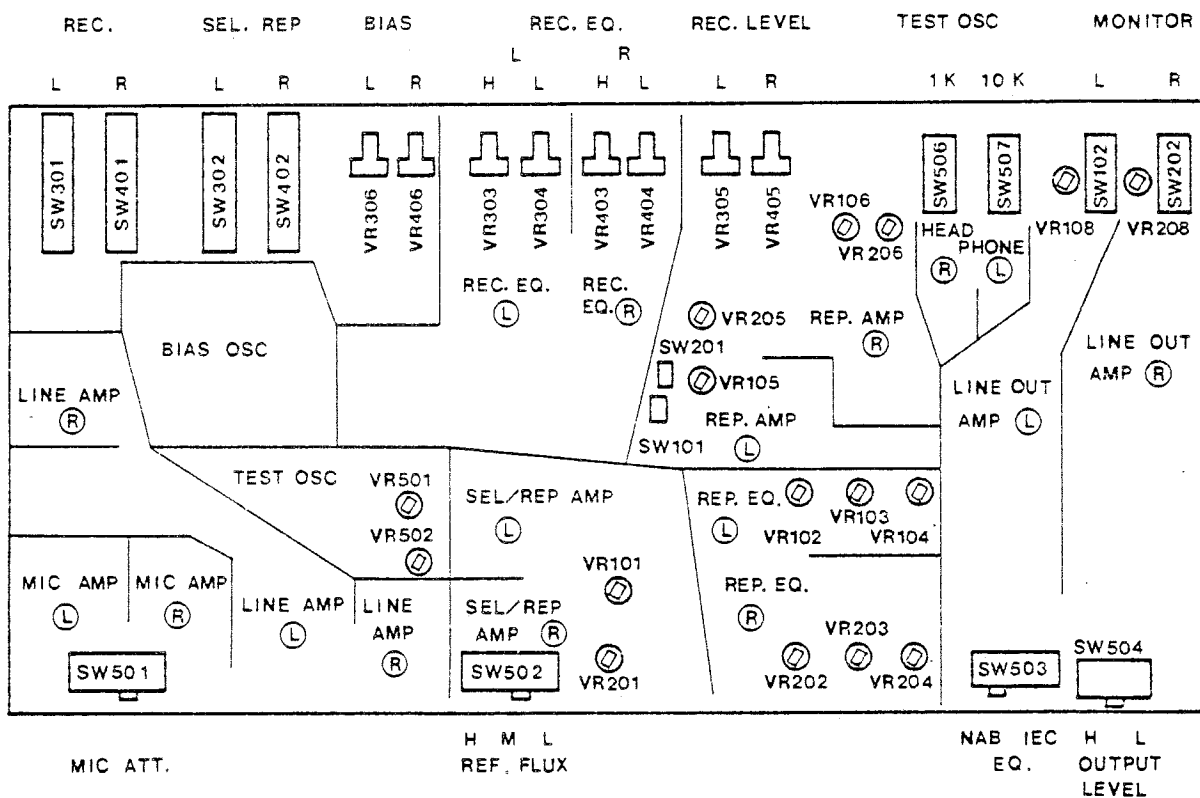 REC. SEL. REP BIAS REC. EQ. REC. LEVEL TEST OSC MONITOR
L R
L R L R L R H L H L L R 1K 10K L R
SW301 SW401 SW302 SW402 VR306 VR406 VR303 VR304 VR403 VR404 VR305 VR405 SW506 SW507 SW102 SW202
VR106
VR206
HEAD PHONE
R L
VR108 VR208
REC. EQ. L
REC. EQ. R
VR205
REP. AMP R
BIAS OSC
SW201
VR105
LINE OUT AMP R
LINE AMP R
LINE OUT AMP L
SW101
REP. AMP L
TEST OSC
VR501
VR502
SEL/REP AMP L
REP. EQ. L
VR102 VR103 VR104
MIC AMP L
MIC AMP R
LINE AMP L
LINE AMP R
SEL/REP AMP R
VR101
REP. EQ. R
VR203
SW501
SW502
VR201
VR202 VR204
SW503
SW504
MIC ATT.
H M L
REF. FLUX
NAB IEC
EQ.
H L
OUTPUT
LEVEL